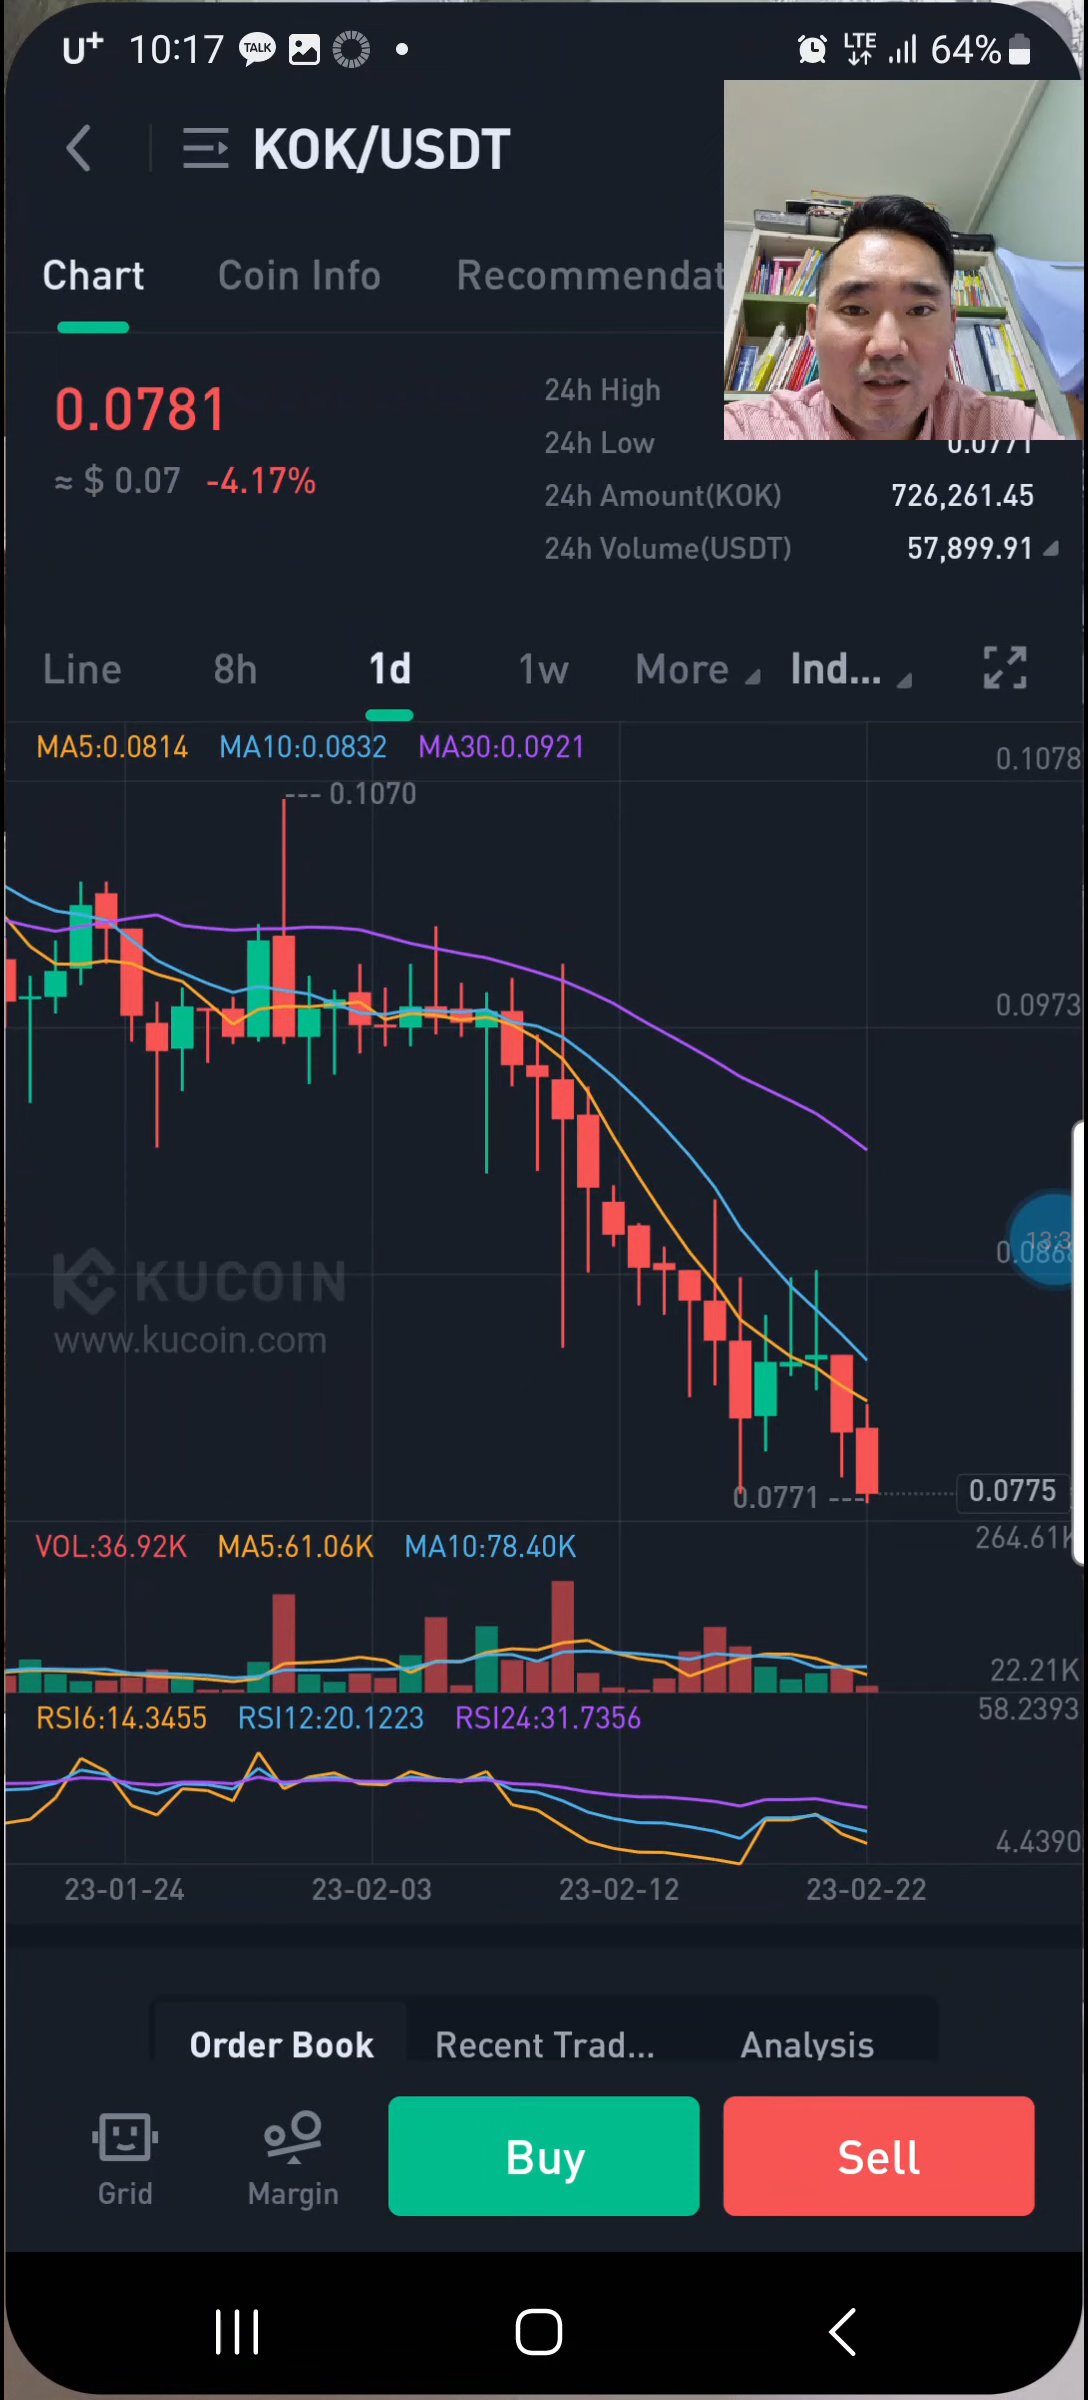 U+ 10:17 TALK LTE 64%
KOK/USDT
Chart Coin Info Recommendat
0.0781
≈ $ 0.07 -4.17%
24h High
24h Low 0.0771
24h Amount(KOK) 726,261.45
24h Volume(USDT) 57,899.91
Line 8h 1d 1w More Ind...
MA5:0.0814 MA10:0.0832 MA30:0.0921
0.1078
0.1070
0.0973
KUCOIN
www.kucoin.com
0.0771
0.0775
VOL:36.92K MA5:61.06K MA10:78.40K
264.61K
22.21K
RSI6:14.3455 RSI12:20.1223 RSI24:31.7356
58.2393
4.4390
23-01-24 23-02-03 23-02-12 23-02-22
Order Book Recent Trad... Analysis
Grid Margin Buy Sell